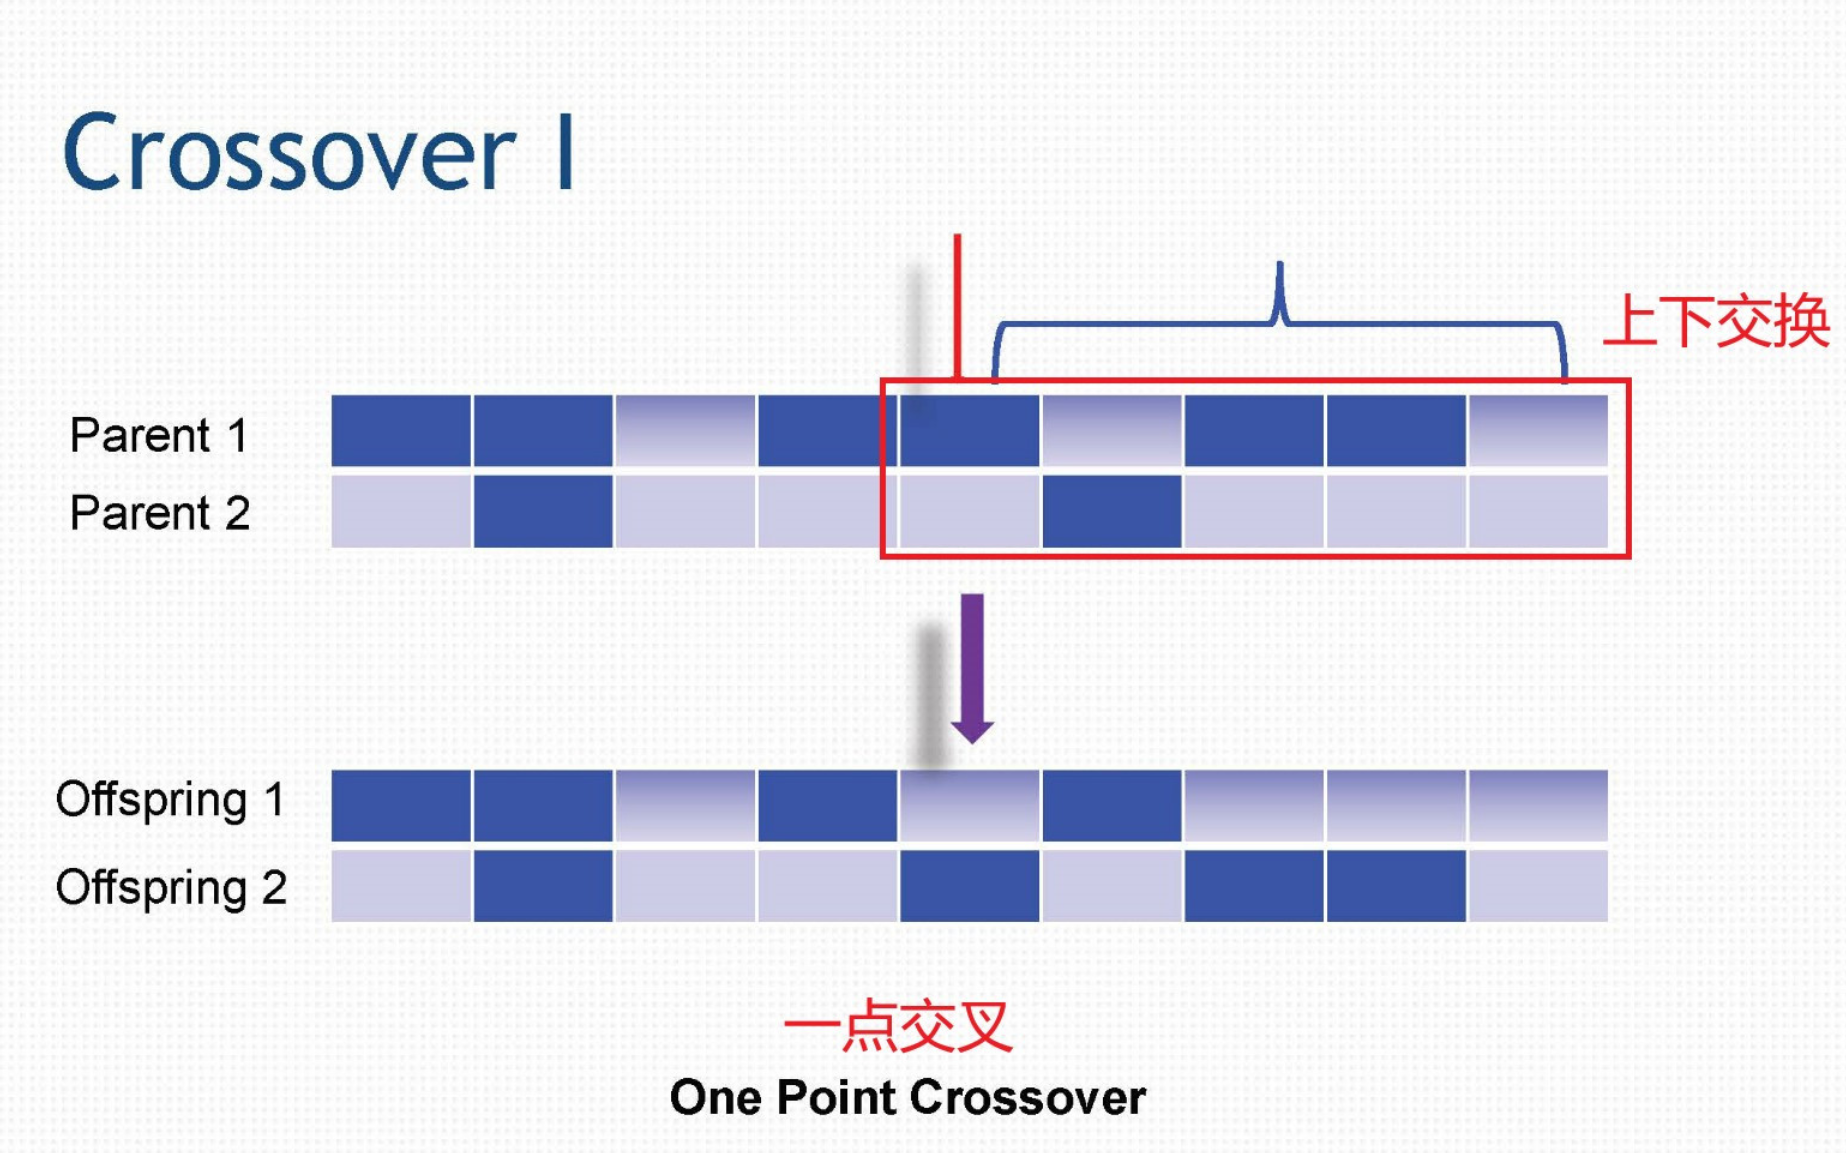 Crossover I
上下交换
Parent 1
Parent 2
Offspring 1
Offspring 2
一点交叉
One Point Crossover